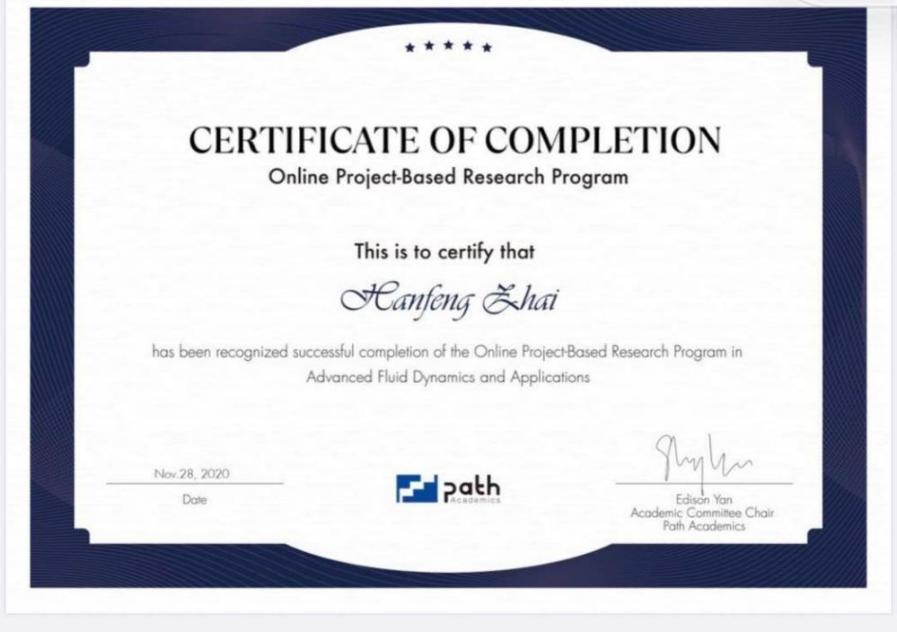 CERTIFICATE OF COMPLETION
Online Project-Based Research Program
This is to certify that
Hanfeng Zhai
has been recognized successful completion of the Online Project-Based Research Program in
Advanced Fluid Dynamics and Applications
Nov.28, 2020
Date
path
Academics
Edison Yan
Academic Committee Chair
Path Academics